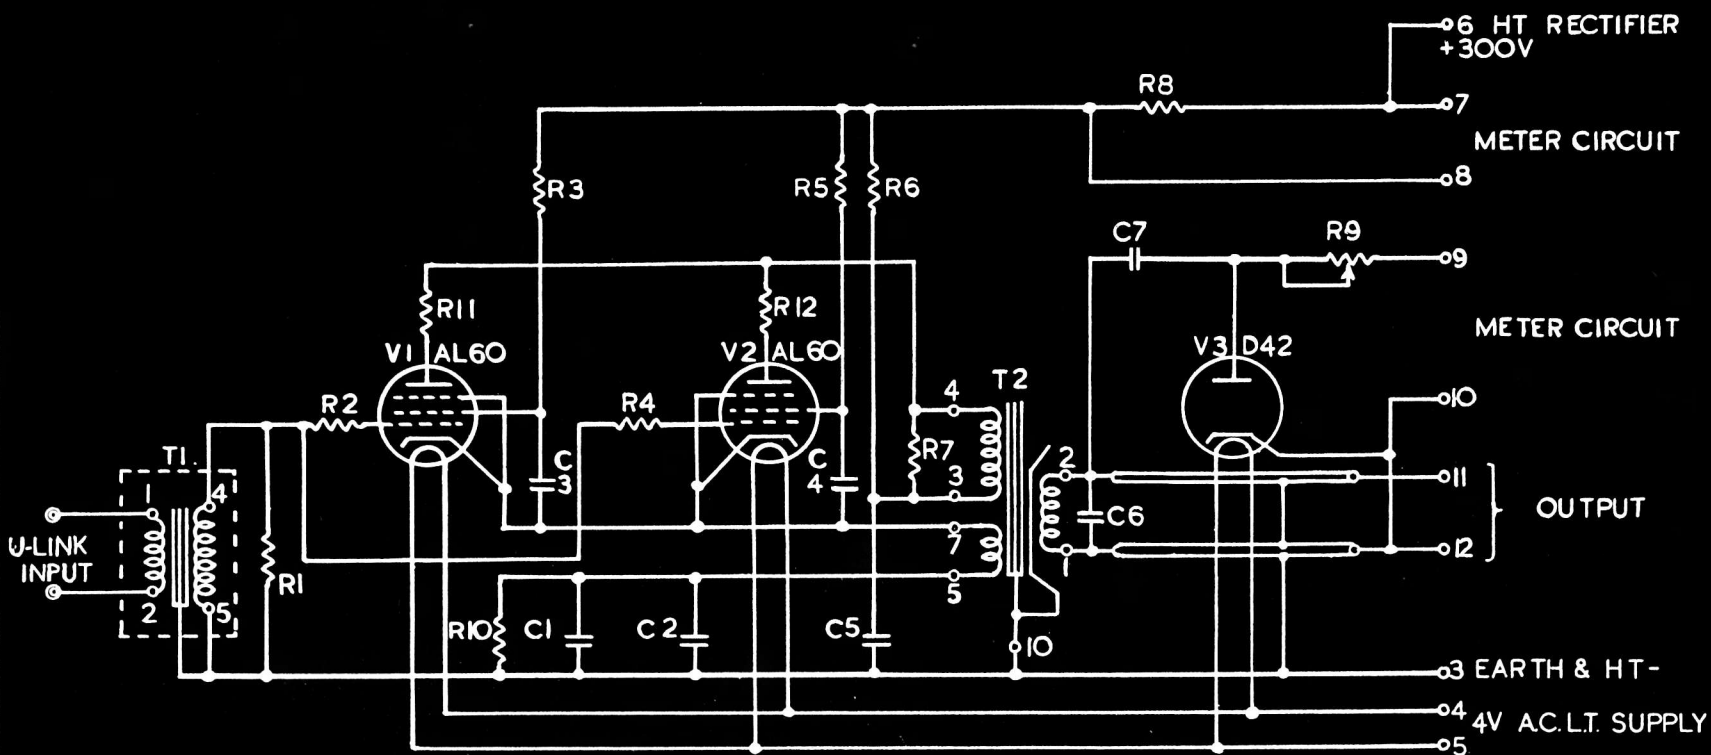 6 HT RECTIFIER
+300V
R8
7
METER CIRCUIT
8
R3
R5
R6
C7
R9
9
R11
R12
METER CIRCUIT
V1 AL60
V2 AL60
V3 D42
T2
4
10
R2
R4
R7
C
3
C
4
3
2
11
T1.
1
4
C6
OUTPUT
U-LINK
INPUT
7
12
1
2
5
R1
5
R10
C1
C2
C5
10
3 EARTH & HT-
4
4V A.C.L.T. SUPPLY
5